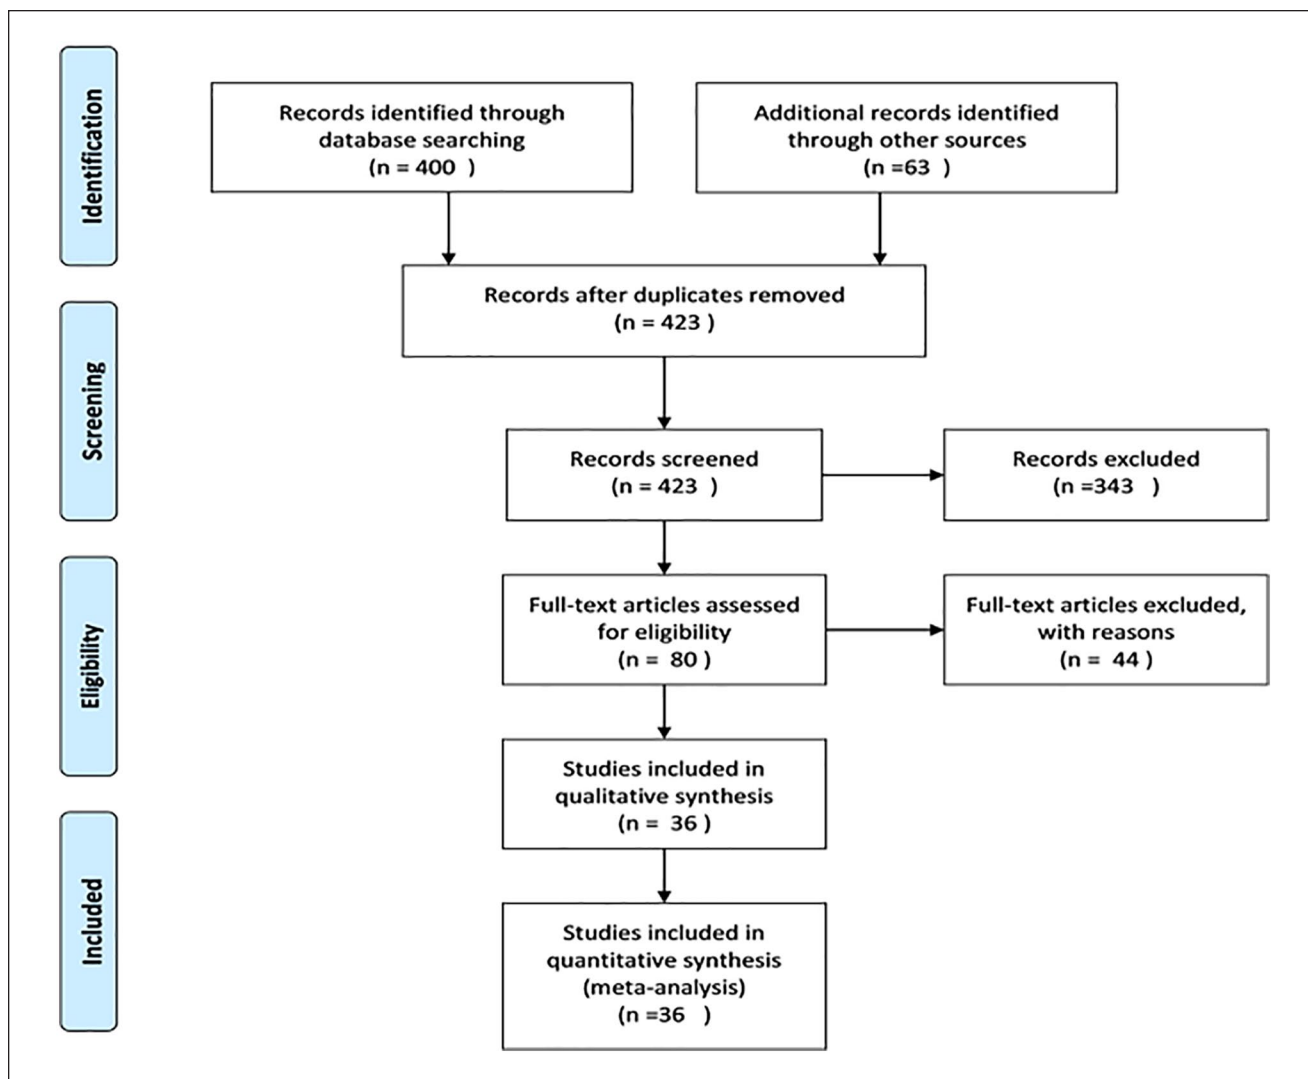 Identification
Records identified through
database searching
(n = 400  )
Additional records identified
through other sources
(n =63  )
Records after duplicates removed
(n = 423 )
Screening
Records screened
(n = 423  )
Records excluded
(n =343   )
Eligibility
Full-text articles assessed
for eligibility
(n =  80 )
Full-text articles excluded,
with reasons
(n =  44 )
Studies included in
qualitative synthesis
(n =  36 )
Included
Studies included in
quantitative synthesis
(meta-analysis)
(n =36   )